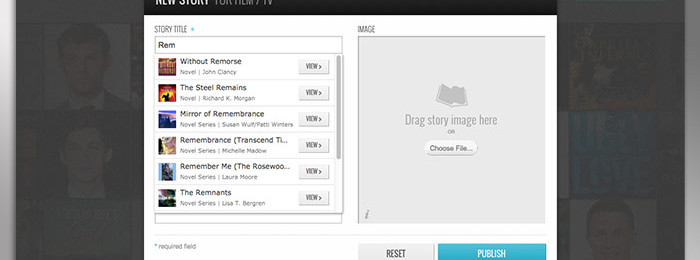 NEW STORY FOR FILM / TV
STORY TITLE *
Rem
Without Remorse
Novel | John Clancy
VIEW >
The Steel Remains
Novel | Richard K. Morgan
VIEW >
Mirror of Remembrance
Novel Series | Susan Wulf/Patti Winters
VIEW >
Remembrance (Transcend Ti...
Novel Series | Michelle Madow
VIEW >
Remember Me (The Rosewoo...
Novel Series | Laura Moore
VIEW >
The Remnants
Novel Series | Lisa T. Bergren
VIEW >
* required field
IMAGE
Drag story image here
OR
Choose File...
i
RESET
PUBLISH